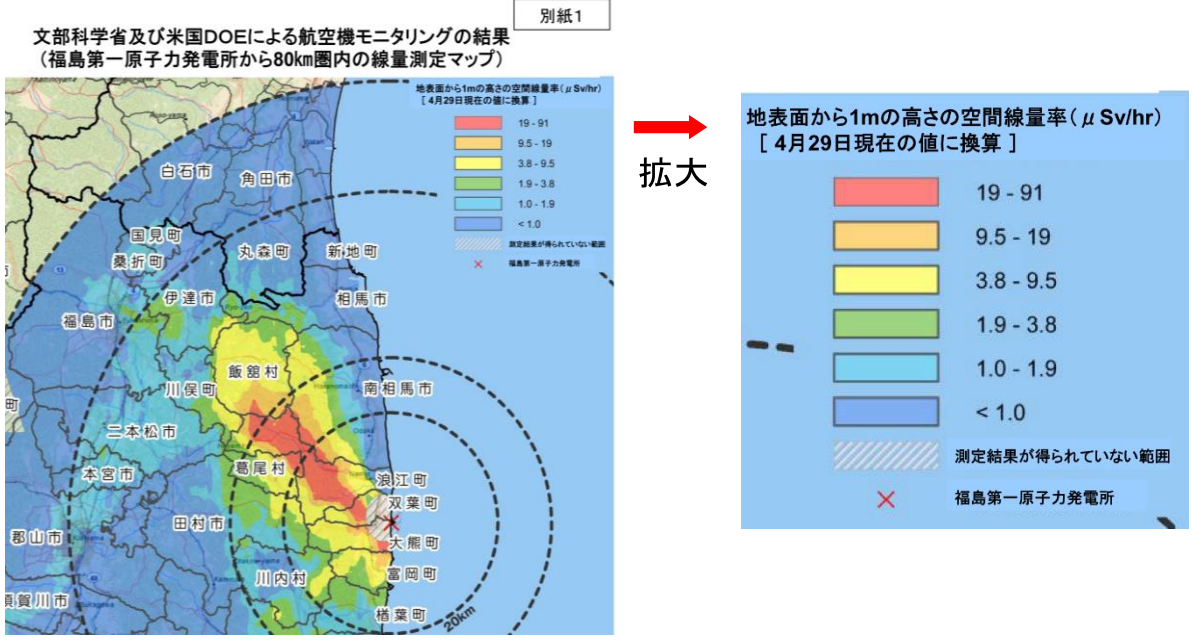 別紙1
文部科学省及び米国DOEによる航空機モニタリングの結果
（福島第一原子力発電所から80km圏内の線量測定マップ）
地表面から1mの高さの空間線量率(μSv/hr)
[ 4月29日現在の値に換算 ]
19 - 91
9.5 - 19
3.8 - 9.5
1.9 - 3.8
1.0 - 1.9
< 1.0
測定結果が得られていない範囲
福島第一原子力発電所
白石市
角田市
国見町
丸森町
新地町
桑折町
伊達市
相馬市
福島市
飯舘村
川俣町
南相馬市
二本松市
葛尾村
本宮市
浪江町
双葉町
田村市
郡山市
大熊町
川内村
富岡町
須賀川市
楢葉町
20km
拡大
地表面から1mの高さの空間線量率(μSv/hr)
[ 4月29日現在の値に換算 ]
19 - 91
9.5 - 19
3.8 - 9.5
1.9 - 3.8
1.0 - 1.9
< 1.0
測定結果が得られていない範囲
福島第一原子力発電所